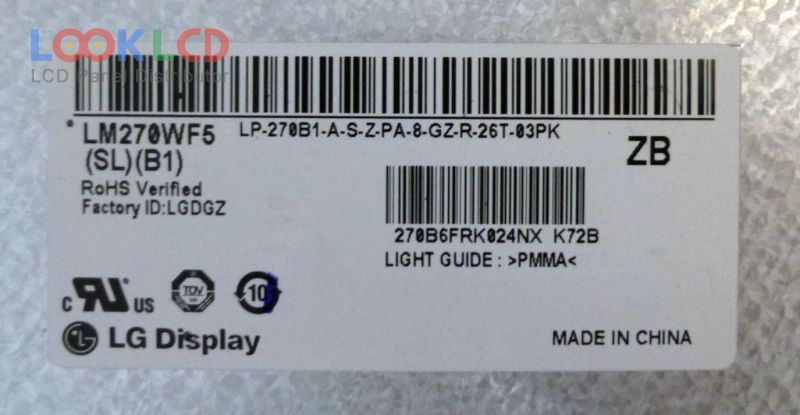 LOOKLCD
LCD Panel Distributor
LM270WF5
(SL)(B1)
LP-270B1-A-S-Z-PA-8-GZ-R-26T-03PK
ZB
RoHS Verified
Factory ID:LGDGZ
270B6FRK024NX K72B
LIGHT GUIDE : >PMMA<
c RU US
TÜV
10
LG Display
MADE IN CHINA